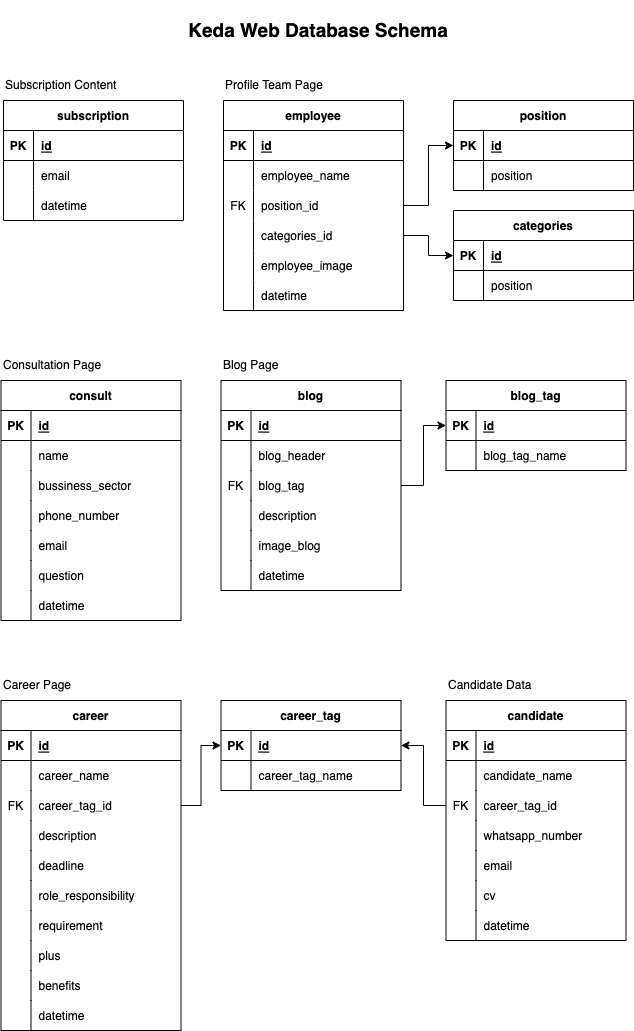 Keda Web Database Schema
Subscription Content
subscription
PK id
email
datetime
Profile Team Page
employee
PK id
employee_name
FK position_id
categories_id
employee_image
datetime
position
PK id
position
categories
PK id
position
Consultation Page
consult
PK id
name
bussiness_sector
phone_number
email
question
datetime
Blog Page
blog
PK id
blog_header
FK blog_tag
description
image_blog
datetime
blog_tag
PK id
blog_tag_name
Career Page
career
PK id
career_name
FK career_tag_id
description
deadline
role_responsibility
requirement
plus
benefits
datetime
career_tag
PK id
career_tag_name
Candidate Data
candidate
PK id
candidate_name
FK career_tag_id
whatsapp_number
email
cv
datetime